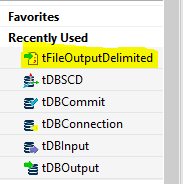 Favorites
Recently Used
tFileOutputDelimited
tDBSCD
tDBCommit
tDBConnection
tDBInput
tDBOutput